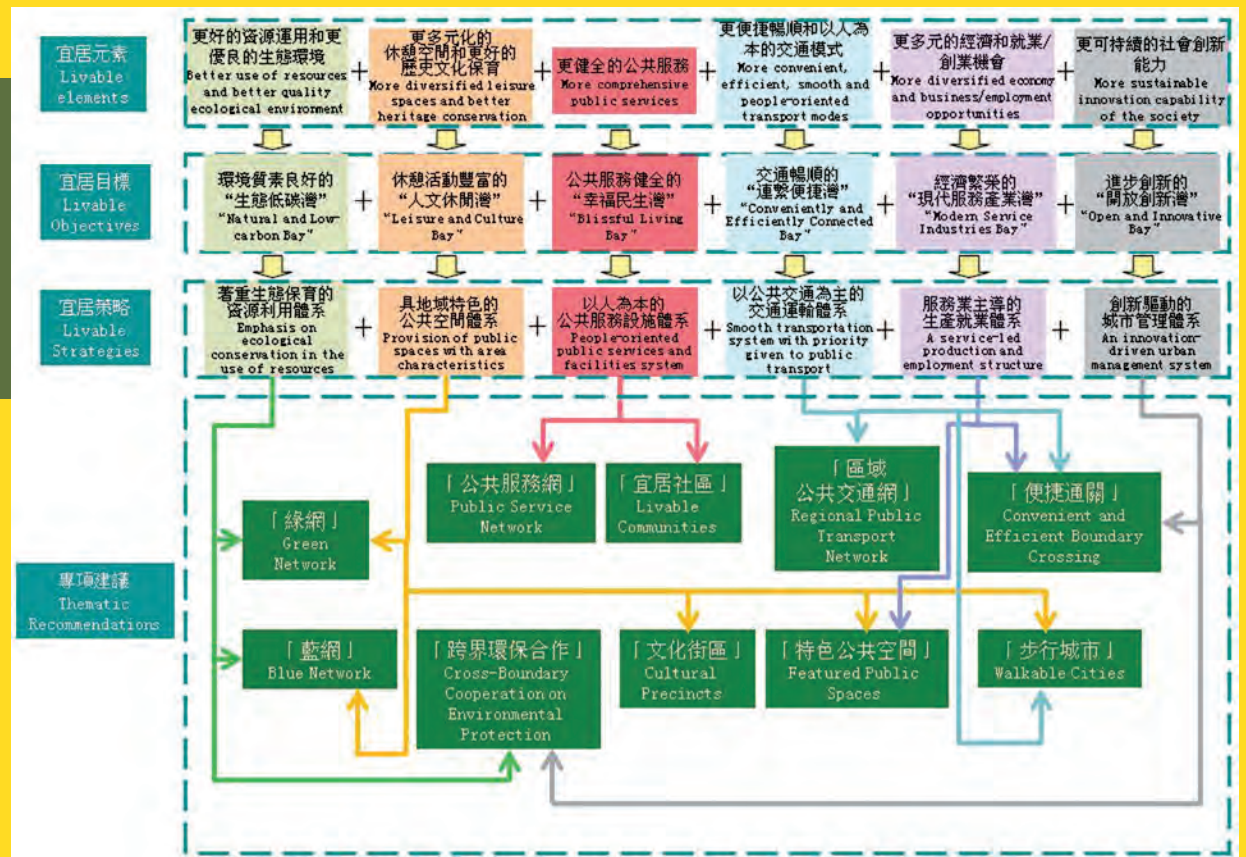 宜居元素
Livable
elements
更好的資源運用和更
優良的生態環境
Better use of resources
and better quality
ecological environment
+
更多元化的
休憩空間和更好的
歷史文化保育
More diversified leisure
spaces and better
heritage conservation
+
更健全的公共服務
More comprehensive
public services
+
更便捷暢順和以人為
本的交通模式
More convenient,
efficient, smooth and
people-oriented
transport modes
+
更多元的經濟和就業/
創業機會
More diversified economy
and business/employment
opportunities
+
更可持續的社會創新
能力
More sustainable
innovation capability
of the society
宜居目標
Livable
Objectives
環境質素良好的
“生態低碳灣”
“Natural and Low-
carbon Bay”
+
休憩活動豐富的
“人文休閒灣”
“Leisure and Culture
Bay”
+
公共服務健全的
“幸福民生灣”
“Blissful Living Bay”
+
交通暢順的
“連繫便捷灣”
“Conveniently and
Efficiently Connected
Bay”
+
經濟繁榮的
“現代服務產業灣”
“Modern Service
Industries Bay”
+
進步創新的
“開放創新灣”
“Open and Innovative
Bay”
宜居策略
Livable
Strategies
著重生態保育的
資源利用體系
Emphasis on
ecological
conservation in the
use of resources
+
具地域特色的
公共空間體系
Provision of public
spaces with area
characteristics
+
以人為本的
公共服務設施體系
People-oriented
public services and
facilities system
+
以公共交通為主的
交通運輸體系
Smooth transportation
system with priority
given to public
transport
+
服務業主導的
生產就業體系
A service-led
production and
employment structure
+
創新驅動的
城市管理體系
An innovation-
driven urban
management system
專項建議
Thematic
Recommendations
「綠網」
Green
Network
「公共服務網」
Public Service
Network
「宜居社區」
Livable
Communities
「區域
公共交通網」
Regional Public
Transport
Network
「便捷通關」
Convenient and
Efficient Boundary
Crossing
「藍網」
Blue Network
「跨界環保合作」
Cross-Boundary
Cooperation on
Environmental
Protection
「文化街區」
Cultural
Precincts
「特色公共空間」
Featured Public
Spaces
「步行城市」
Walkable Cities